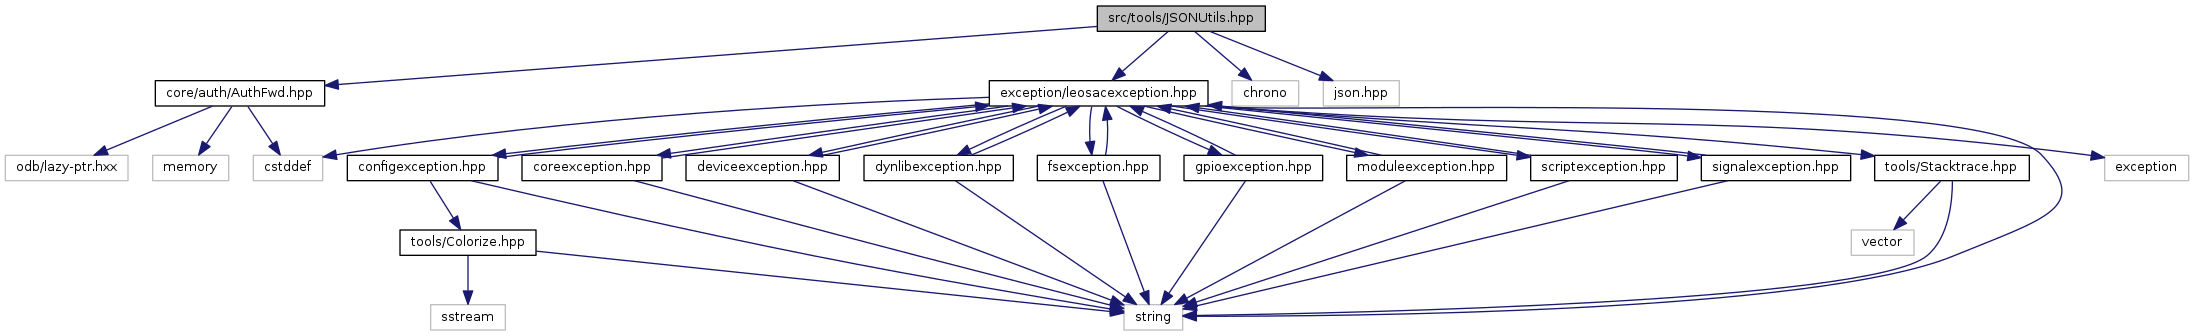 src/tools/JSONUtils.hpp
core/auth/AuthFwd.hpp
exception/leosacexception.hpp
chrono
json.hpp
odb/lazy-ptr.hxx
memory
cstddef
configexception.hpp
coreexception.hpp
deviceexception.hpp
dynlibexception.hpp
fsexception.hpp
gpioexception.hpp
moduleexception.hpp
scriptexception.hpp
signalexception.hpp
tools/Stacktrace.hpp
exception
tools/Colorize.hpp
vector
sstream
string